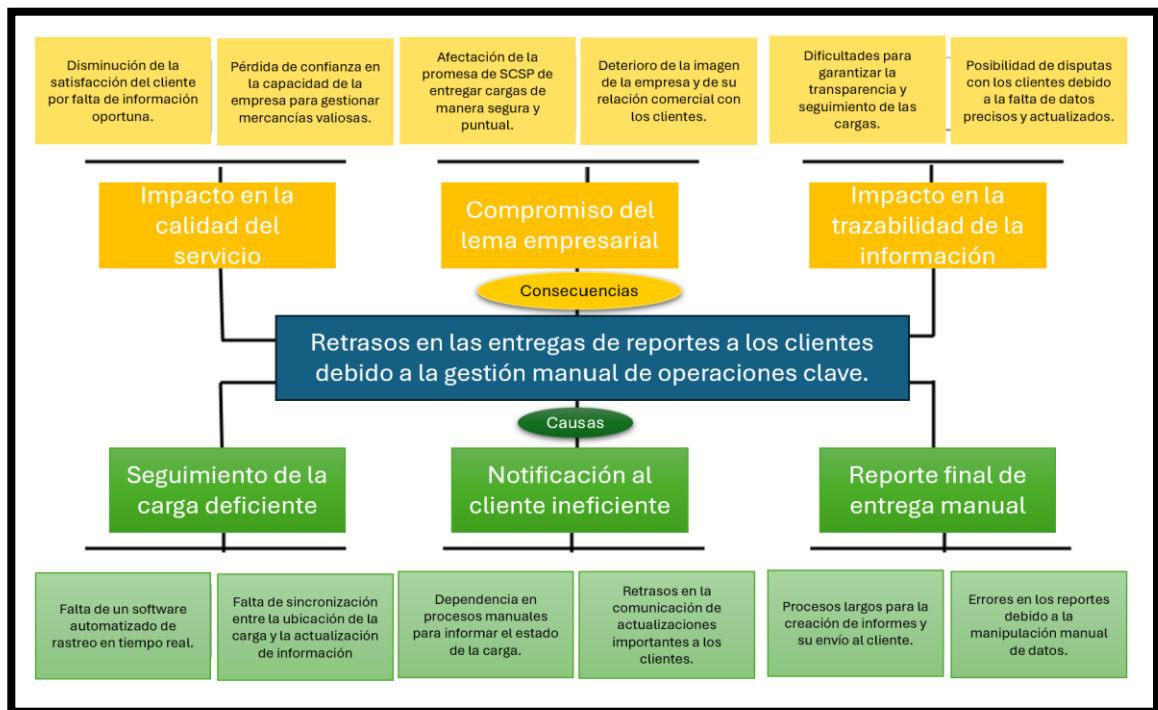 Disminución de la
satisfacción del cliente
por falta de información
oportuna.
Pérdida de confianza en
la capacidad de la
empresa para gestionar
mercancías valiosas.
Afectación de la
promesa de SCSP de
entregar cargas de
manera segura y
puntual.
Deterioro de la imagen
de la empresa y de su
relación comercial con
los clientes.
Dificultades para
garantizar la
transparencia y
seguimiento de las
cargas.
Posibilidad de disputas
con los clientes debido
a la falta de datos
precisos y actualizados.
Impacto en la
calidad del
servicio
Compromiso del
lema empresarial
Impacto en la
trazabilidad de la
información
Consecuencias
Retrasos en las entregas de reportes a los clientes
debido a la gestión manual de operaciones clave.
Causas
Seguimiento de la
carga deficiente
Notificación al
cliente ineficiente
Reporte final de
entrega manual
Falta de un software
automatizado de
rastreo en tiempo real.
Falta de sincronización
entre la ubicación de la
carga y la actualización
de información
Dependencia en
procesos manuales
para informar el estado
de la carga.
Retrasos en la
comunicación de
actualizaciones
importantes a los
clientes.
Procesos largos para la
creación de informes y
su envío al cliente.
Errores en los reportes
debido a la
manipulación manual
de datos.